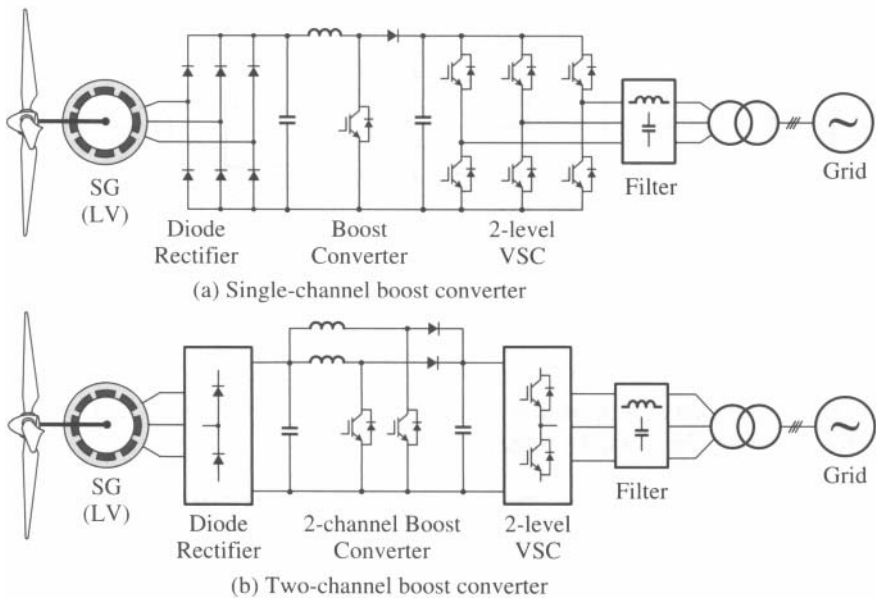 SG
(LV)
Diode
Rectifier
Boost
Converter
2-level
VSC
Filter
Grid
(a) Single-channel boost converter
SG
(LV)
Diode
Rectifier
2-channel Boost
Converter
2-level
VSC
Filter
Grid
(b) Two-channel boost converter